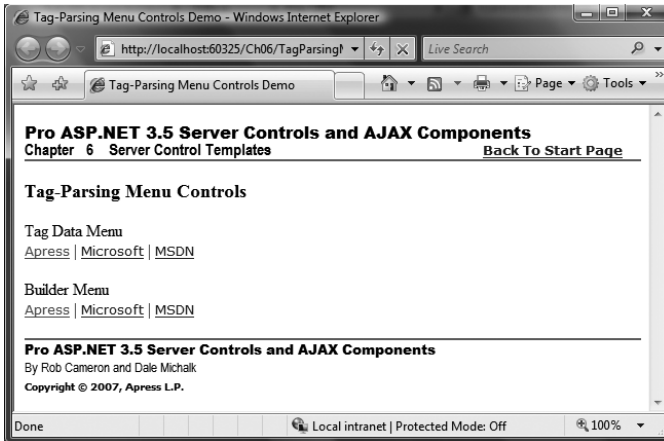 Tag-Parsing Menu Controls Demo - Windows Internet Explorer
http://localhost:60325/Ch06/TagParsingM
Live Search
Tag-Parsing Menu Controls Demo
Page
Tools
Pro ASP.NET 3.5 Server Controls and AJAX Components
Chapter 6 Server Control Templates
Back To Start Page
Tag-Parsing Menu Controls
Tag Data Menu
Apress | Microsoft | MSDN
Builder Menu
Apress | Microsoft | MSDN
Pro ASP.NET 3.5 Server Controls and AJAX Components
By Rob Cameron and Dale Michalk
Copyright © 2007, Apress L.P.
Done
Local intranet | Protected Mode: Off
100%